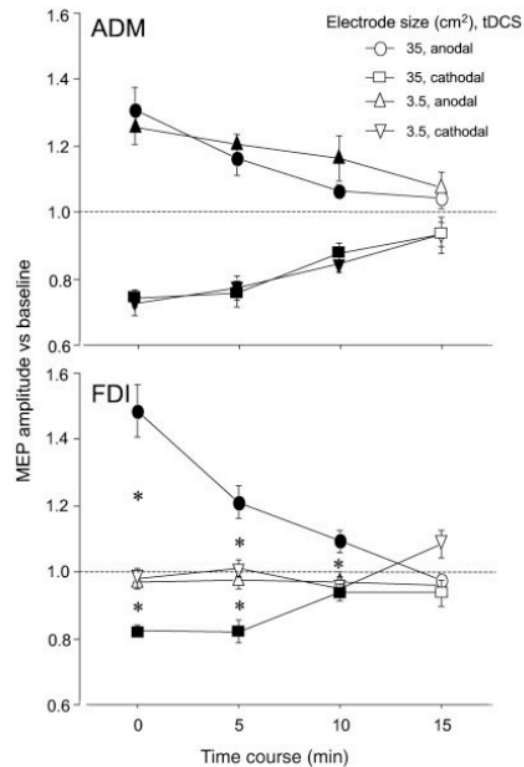 ADM
Electrode size (cm²), tDCS
35, anodal
35, cathodal
3.5, anodal
3.5, cathodal
1.6
1.4
1.2
1.0
0.8
0.6
MEP amplitude vs baseline
FDI
1.4
1.2
1.0
0.8
0.6
* * * * *
0 5 10 15
Time course (min)